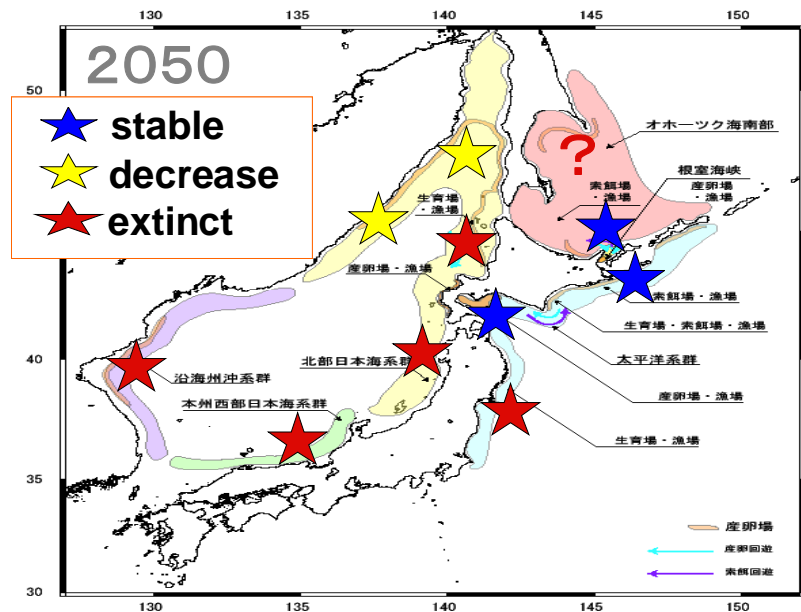 130
135
140
145
150
2050
50
stable
decrease
extinct
オホーツク海南部
?
根室海峡
産卵場
・漁場
索餌場
・漁場
生育場
・漁場
産卵場・漁場
索餌場・漁場
生育場・索餌場・漁場
太平洋系群
40
北部日本海系群
沿海州沖系群
本州西部日本海系群
産卵場・漁場
生育場・漁場
35
産卵場
産卵回遊
索餌回遊
30
130
135
140
145
150